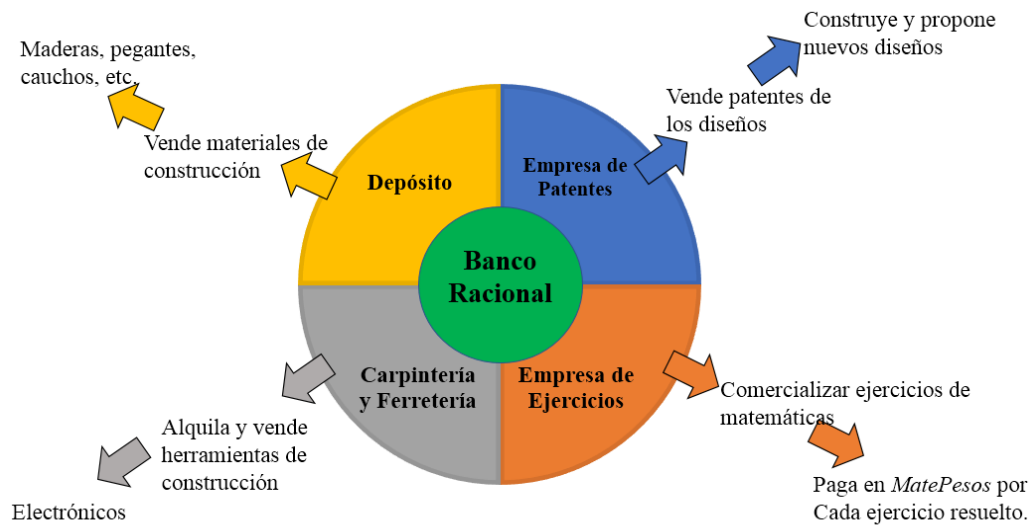 Construye y propone
nuevos diseños
Maderas, pegantes,
cauchos, etc.
Vende patentes de
los diseños
Vende materiales de
construcción
Depósito
Empresa de
Patentes
Banco
Racional
Carpintería
y Ferretería
Empresa de
Ejercicios
Comercializar ejercicios de
matemáticas
Alquila y vende
herramientas de
construcción
Electrónicos
Paga en MatePesos por
Cada ejercicio resuelto.